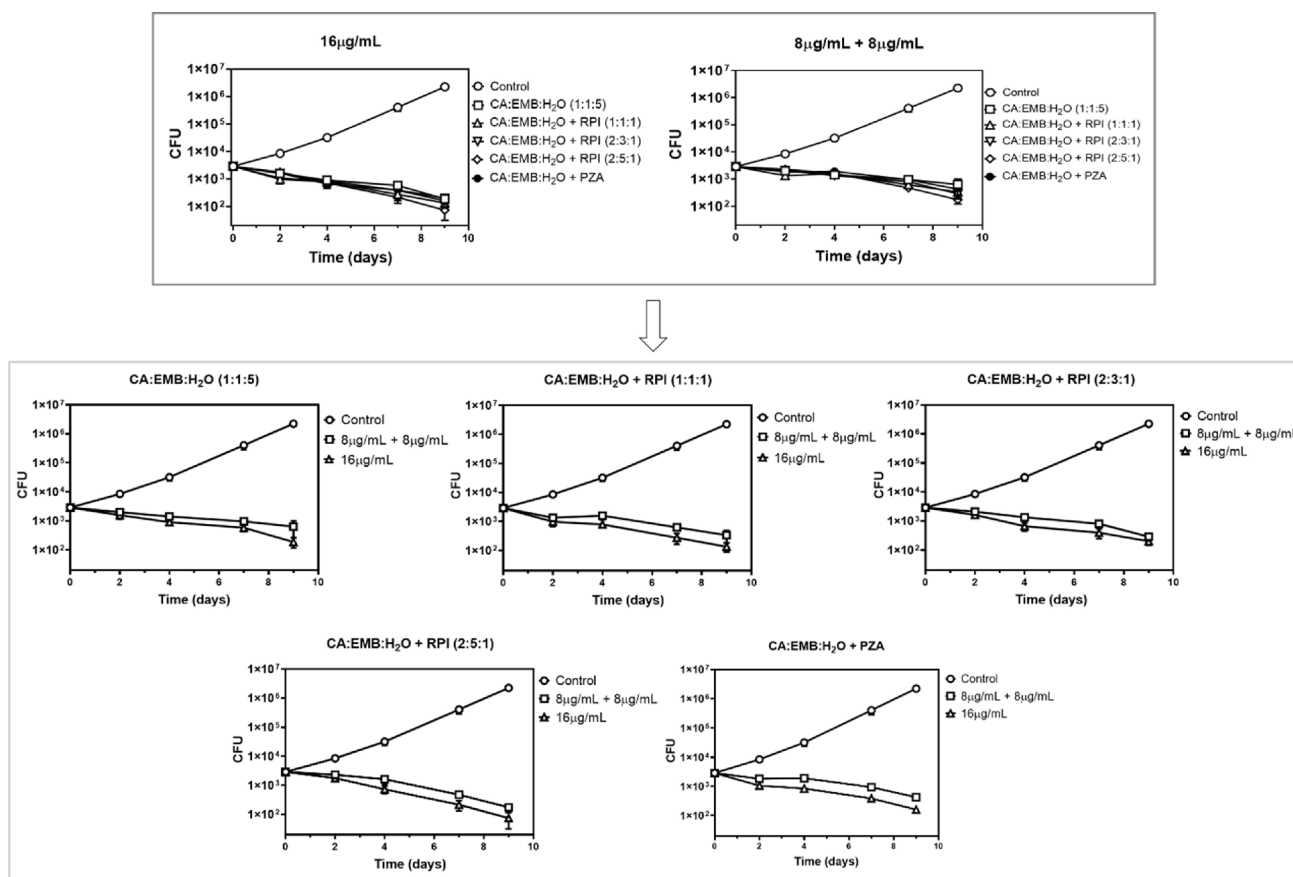 16μg/mL
1×10⁷
1×10⁶
1×10⁵
1×10⁴
1×10³
1×10²
CFU
0 2 4 6 8 10
Time (days)
Control
CA:EMB:H₂O (1:1:5)
CA:EMB:H₂O + RPI (1:1:1)
CA:EMB:H₂O + RPI (2:3:1)
CA:EMB:H₂O + RPI (2:5:1)
CA:EMB:H₂O + PZA
8μg/mL + 8μg/mL
1×10⁷
1×10⁶
1×10⁵
1×10⁴
1×10³
1×10²
CFU
0 2 4 6 8 10
Time (days)
Control
CA:EMB:H₂O (1:1:5)
CA:EMB:H₂O + RPI (1:1:1)
CA:EMB:H₂O + RPI (2:3:1)
CA:EMB:H₂O + RPI (2:5:1)
CA:EMB:H₂O + PZA
CA:EMB:H₂O (1:1:5)
1×10⁷
1×10⁶
1×10⁵
1×10⁴
1×10³
1×10²
CFU
0 2 4 6 8 10
Time (days)
Control
8μg/mL + 8μg/mL
16μg/mL
CA:EMB:H₂O + RPI (1:1:1)
1×10⁷
1×10⁶
1×10⁵
1×10⁴
1×10³
1×10²
CFU
0 2 4 6 8 10
Time (days)
Control
8μg/mL + 8μg/mL
16μg/mL
CA:EMB:H₂O + RPI (2:3:1)
1×10⁷
1×10⁶
1×10⁵
1×10⁴
1×10³
1×10²
CFU
0 2 4 6 8 10
Time (days)
Control
8μg/mL + 8μg/mL
16μg/mL
CA:EMB:H₂O + RPI (2:5:1)
1×10⁷
1×10⁶
1×10⁵
1×10⁴
1×10³
1×10²
CFU
0 2 4 6 8 10
Time (days)
Control
8μg/mL + 8μg/mL
16μg/mL
CA:EMB:H₂O + PZA
1×10⁷
1×10⁶
1×10⁵
1×10⁴
1×10³
1×10²
CFU
0 2 4 6 8 10
Time (days)
Control
8μg/mL + 8μg/mL
16μg/mL